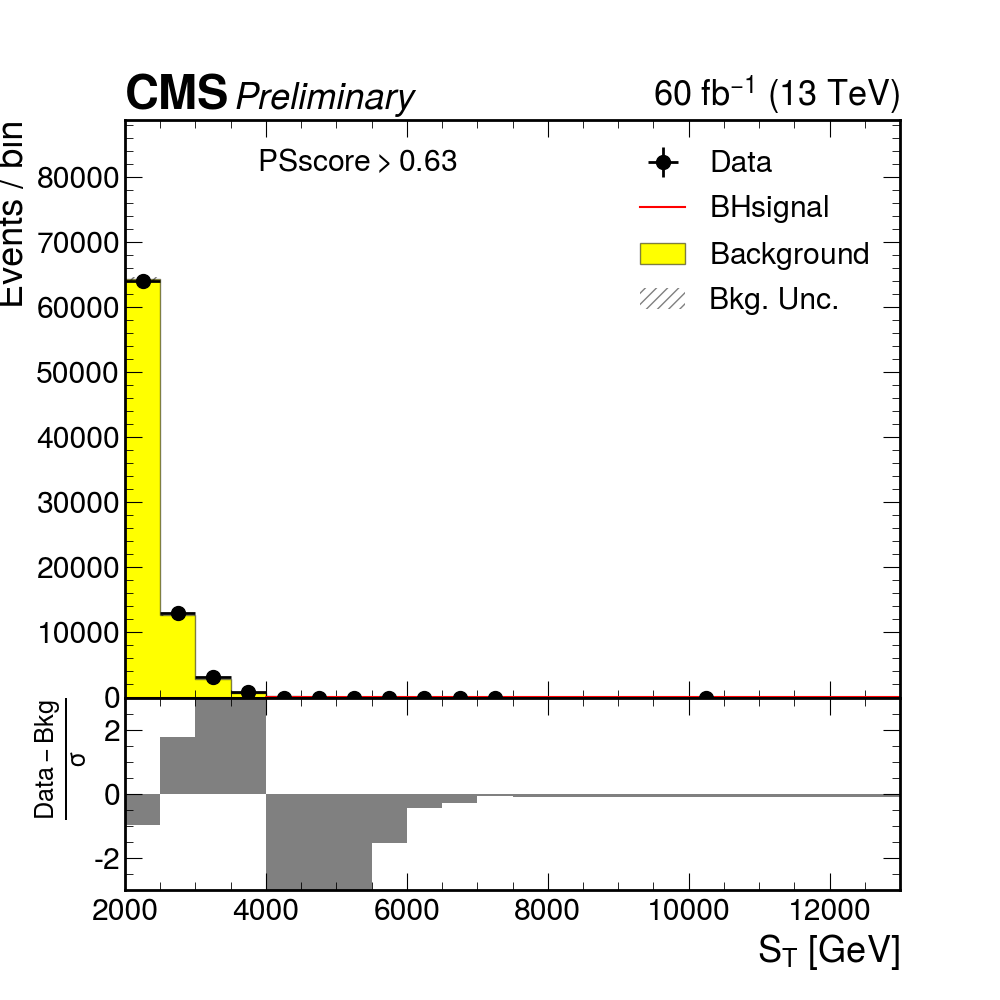 CMS Preliminary 60 fb⁻¹ (13 TeV)
Events / bin
PSscore > 0.63
Data
BHsignal
Background
Bkg. Unc.
80000
70000
60000
50000
40000
30000
20000
10000
0
Data – Bkg
σ
2
0
-2
2000 4000 6000 8000 10000 12000
S_T [GeV]